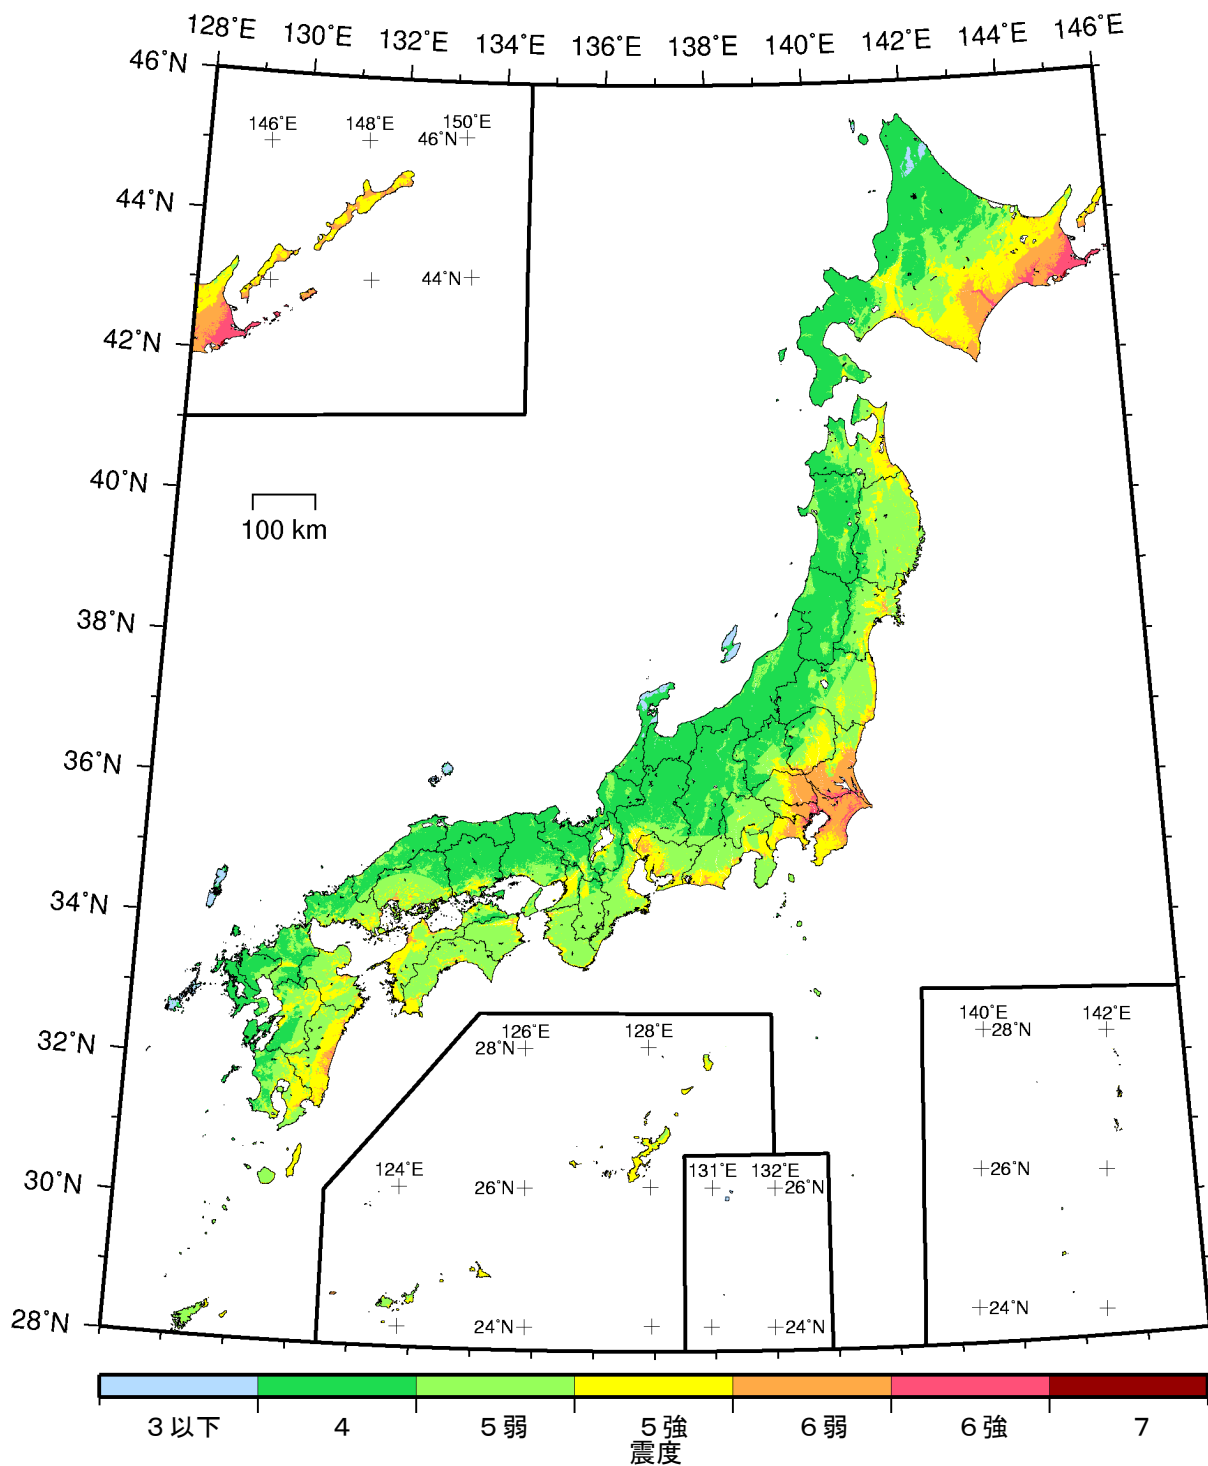 128°E 130°E 132°E 134°E 136°E 138°E 140°E 142°E 144°E 146°E
46°N
146°E 148°E 150°E
46°N
44°N
44°N
42°N
40°N
100 km
38°N
36°N
34°N
32°N
126°E 128°E
28°N
140°E 142°E
28°N
30°N
124°E
26°N
131°E 132°E
26°N
26°N
28°N
24°N
24°N
24°N
3以下 4 5弱 5強 6弱 6強 7
震度